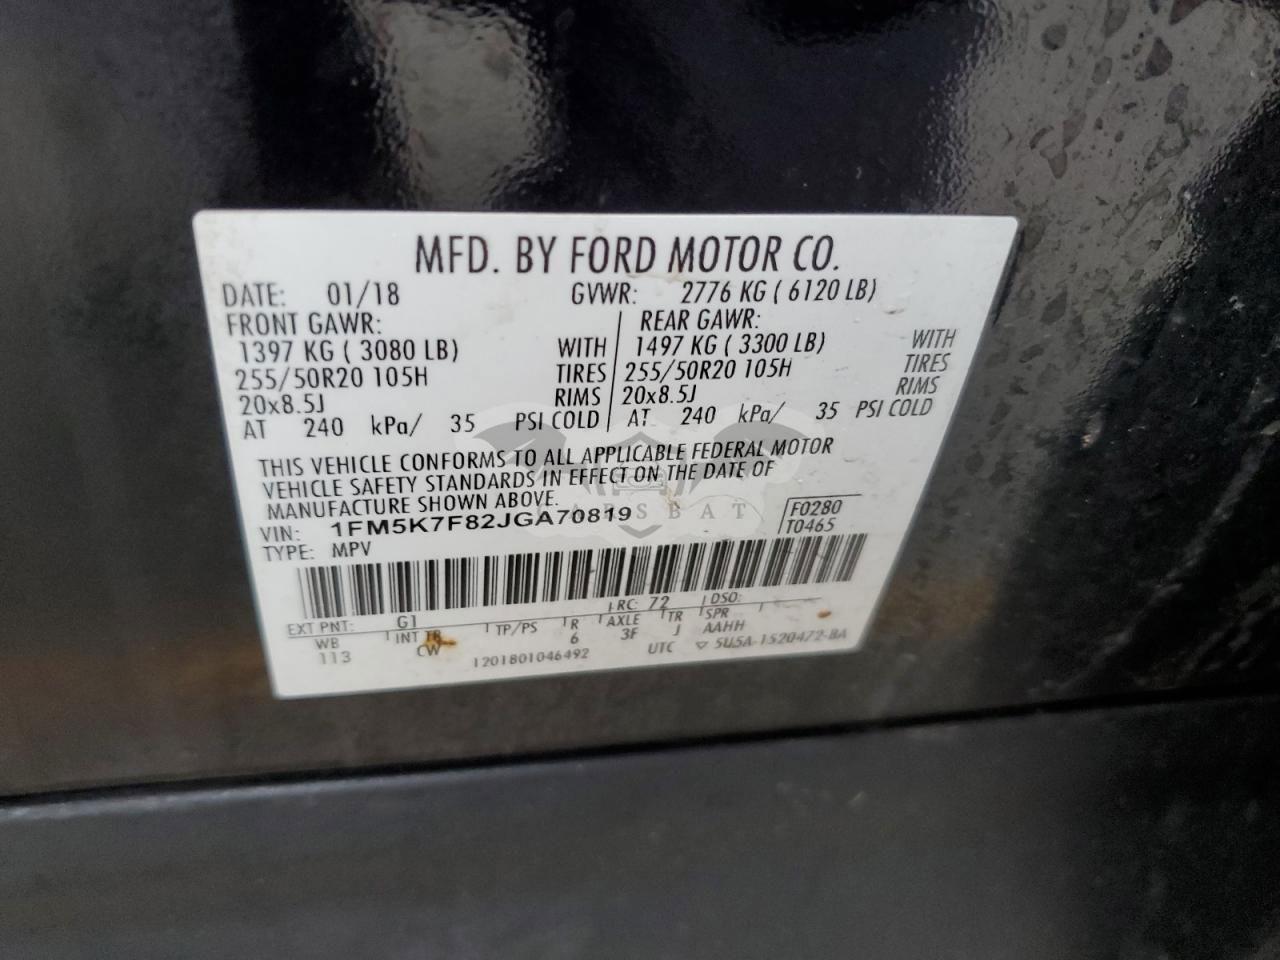 MFD. BY FORD MOTOR CO.
DATE: 01/18 GVWR: 2776 KG ( 6120 LB)
FRONT GAWR: REAR GAWR:
1397 KG ( 3080 LB) WITH 1497 KG ( 3300 LB) WITH
255/50R20 105H TIRES 255/50R20 105H TIRES
20x8.5J RIMS 20x8.5J RIMS
AT 240 kPa/ 35 PSI COLD AT 240 kPa/ 35 PSI COLD
THIS VEHICLE CONFORMS TO ALL APPLICABLE FEDERAL MOTOR
VEHICLE SAFETY STANDARDS IN EFFECT ON THE DATE OF
MANUFACTURE SHOWN ABOVE.
CARSBAT
VIN: 1FM5K7F82JGA70819 F0280
TYPE: MPV T0465
EXT PNT: G1 RC: 72 DSO:
WB INT TR TP/PS R AXLE TR SPR
113 CW 6 3F J AAHH
1201801046492 UTC ▽ 5U5A-1520472-BA